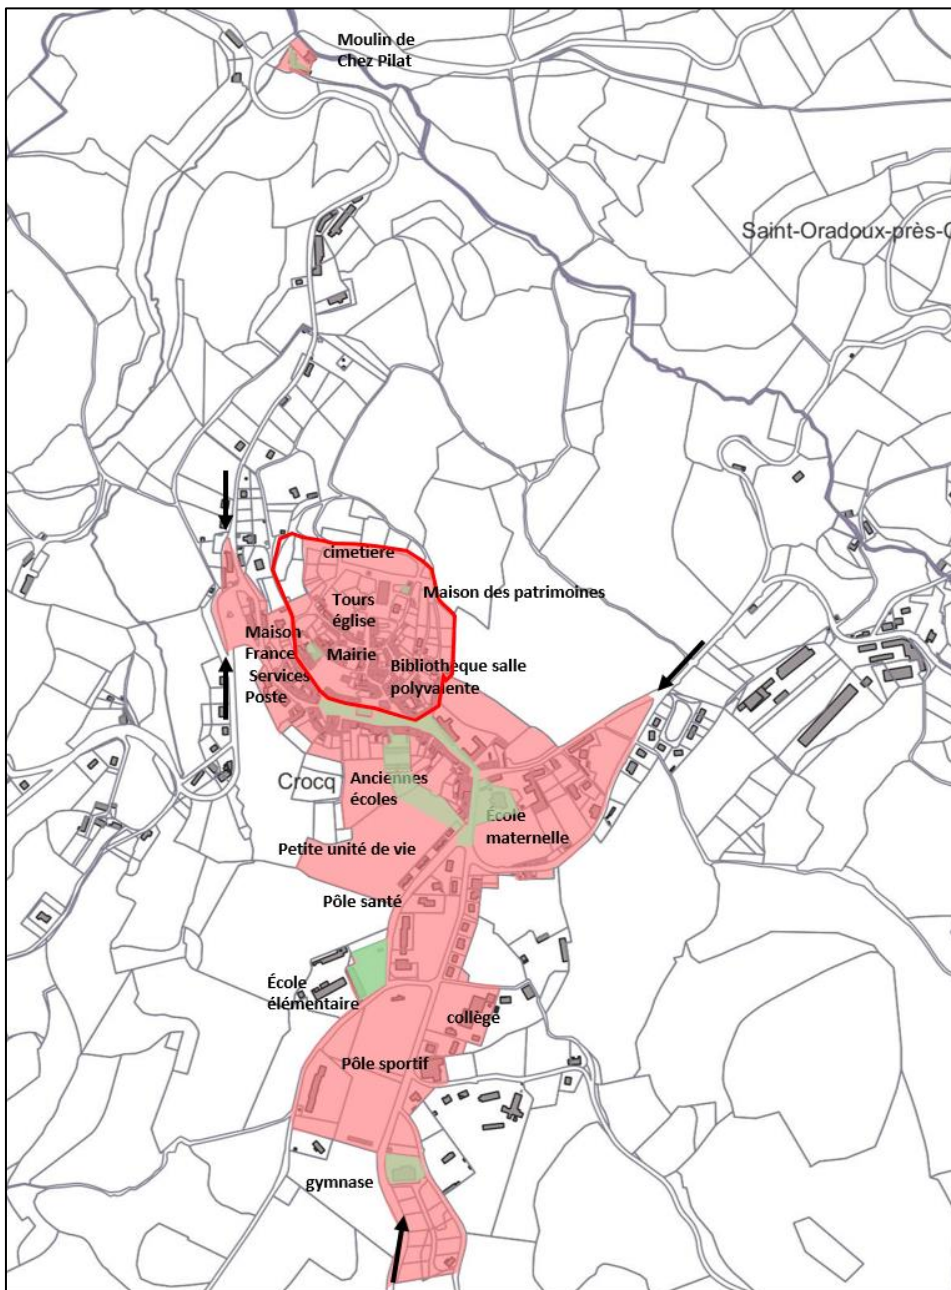 Moulin de
Chez Pilat
Saint-Oradoux-près-C
cimetière
Maison des patrimoines
Tours
église
Maison
France
Services
Poste
Mairie
Bibliothèque salle
polyvalente
Crocq
Anciennes
écoles
École
maternelle
Petite unité de vie
Pôle santé
École
élémentaire
collège
Pôle sportif
gymnase